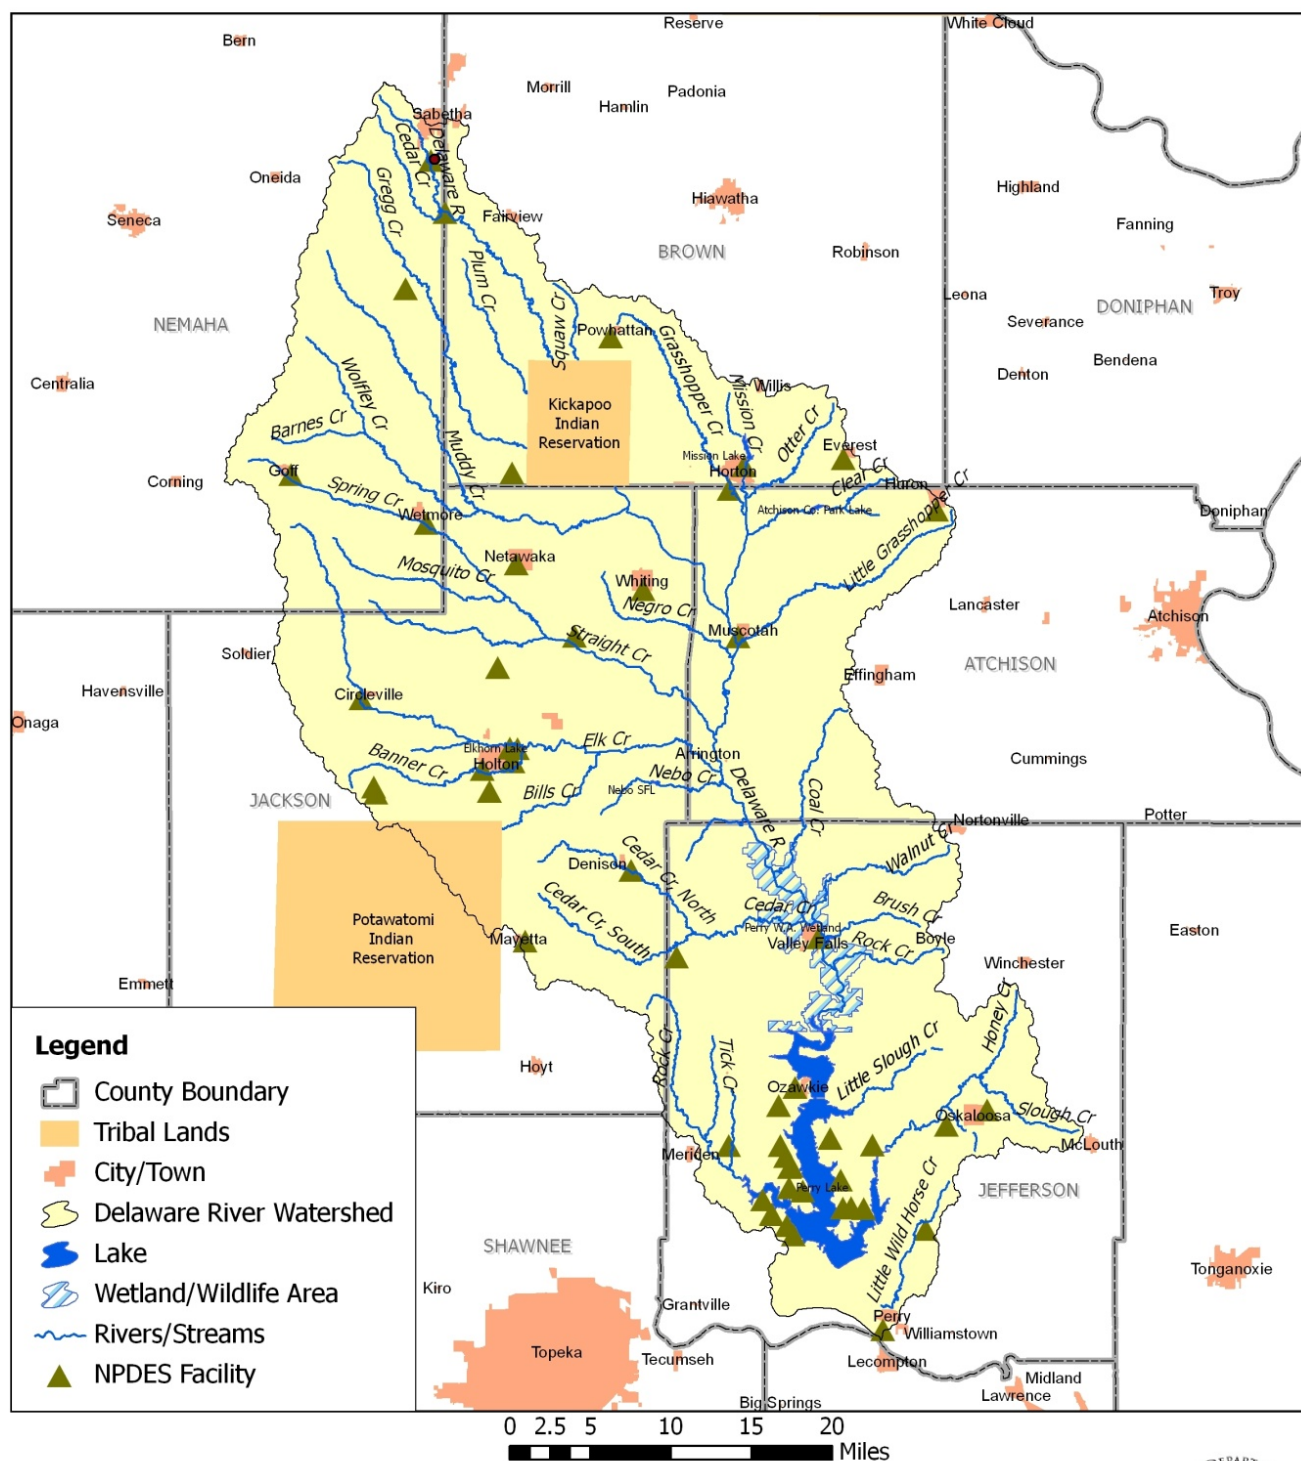 Reserve
White Cloud
Bern
Morrill
Padonia
Hamlin
Sabetha
Cedar Cr
Delaware R
Gregg Cr
Oneida
Highland
Hiawatha
Seneca
Fairview
Fanning
BROWN
Robinson
Plum Cr
Squaw Cr
Leona
Troy
DONIPHAN
NEMAHA
Severance
Powhattan
Grasshopper Cr
Bendena
Denton
Centralia
Wolfley Cr
Mission Cr
Willis
Kickapoo
Indian
Reservation
Barnes Cr
Otter Cr
Everest
Muddy Cr
Mission Lake
Goff
Horton
Clear Cr
Corning
Spring Cr
Huron
Wetmore
Atchison Co. Park Lake
Doniphan
Little Grasshopper Cr
Netawaka
Mosquito Cr
Whiting
Negro Cr
Lancaster
Atchison
Muscotah
Straight Cr
Soldier
ATCHISON
Effingham
Havensville
Circleville
Onaga
Elk Cr
Elkhorn Lake
Arrington
Banner Cr
Holton
Cummings
Nebo Cr
Nebo SFL
Bills Cr
Delaware R
Coal Cr
JACKSON
Potter
Nortonville
Walnut Cr
Denison
Cedar Cr, North
Cedar Cr, South
Cedar Cr
Brush Cr
Potawatomi
Indian
Reservation
Perry W.A. Wetland
Mayetta
Valley Falls
Rock Cr
Boyle
Easton
Winchester
Emmett
Honey Cr
Rock Cr
Tick Cr
Little Slough Cr
Hoyt
Ozawkie
Oskaloosa
Slough Cr
McLouth
Meriden
Perry Lake
JEFFERSON
Little Wild Horse Cr
SHAWNEE
Tonganoxie
Kiro
Grantville
Perry
Williamstown
Topeka
Tecumseh
Lecompton
Midland
Lawrence
Big Springs
Legend
County Boundary
Tribal Lands
City/Town
Delaware River Watershed
Lake
Wetland/Wildlife Area
Rivers/Streams
NPDES Facility
0 2.5 5 10 15 20
Miles